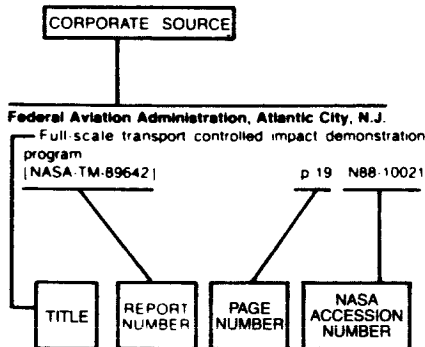 CORPORATE SOURCE
Federal Aviation Administration, Atlantic City, N.J.
Full-scale transport controlled impact demonstration
program
[NASA-TM-89642] p 19 N88-10021
TITLE
REPORT
NUMBER
PAGE
NUMBER
NASA
ACCESSION
NUMBER